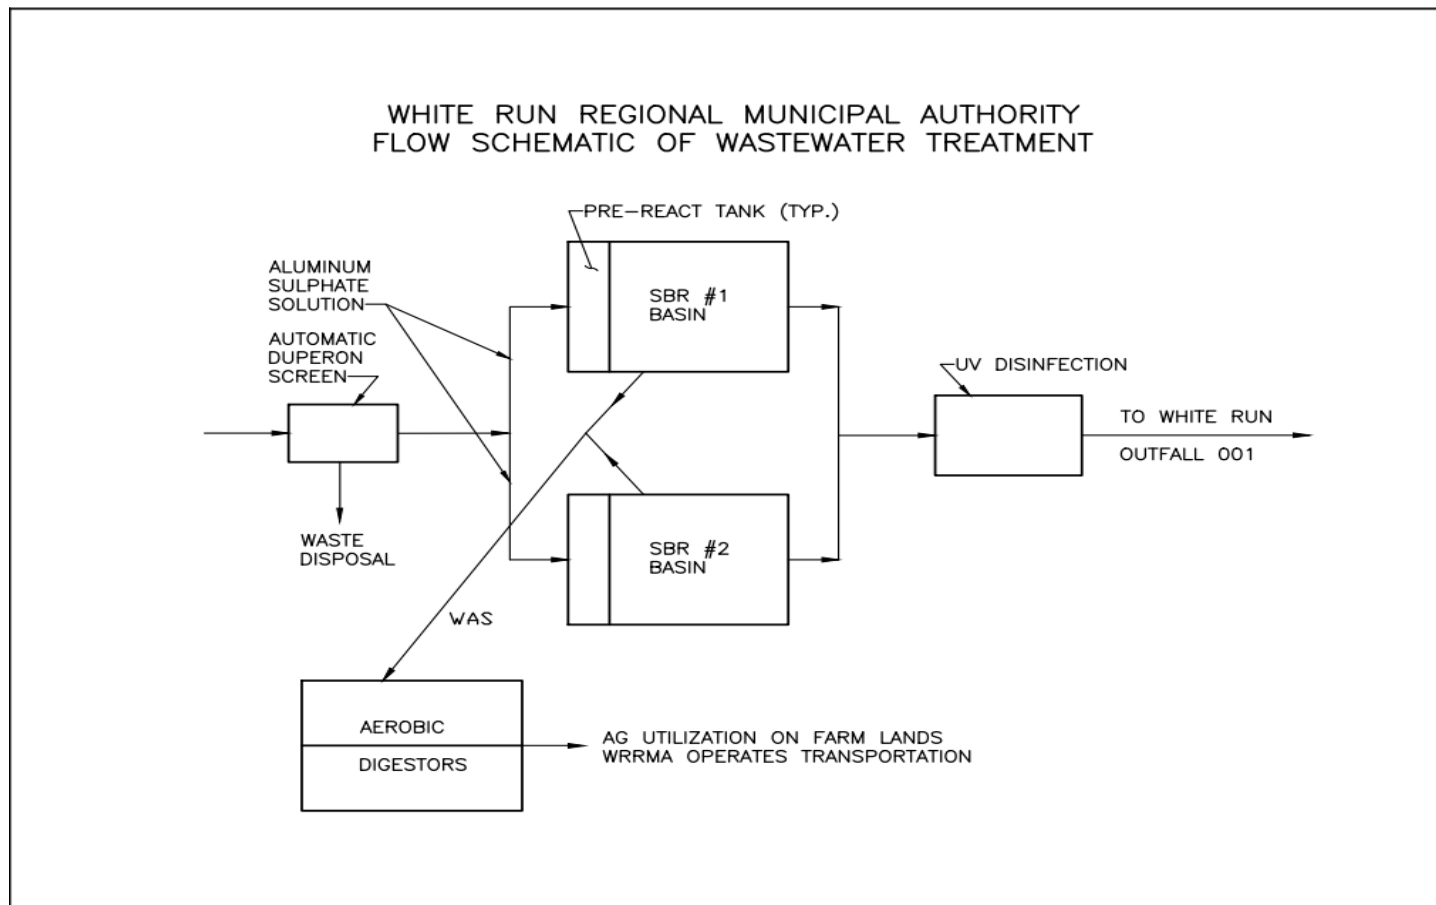 WHITE RUN REGIONAL MUNICIPAL AUTHORITY
FLOW SCHEMATIC OF WASTEWATER TREATMENT
PRE-REACT TANK (TYP.)
ALUMINUM
SULPHATE
SOLUTION
SBR #1
BASIN
AUTOMATIC
DUPERON
SCREEN
UV DISINFECTION
TO WHITE RUN
OUTFALL 001
WASTE
DISPOSAL
SBR #2
BASIN
WAS
AEROBIC
DIGESTORS
AG UTILIZATION ON FARM LANDS
WRRMA OPERATES TRANSPORTATION